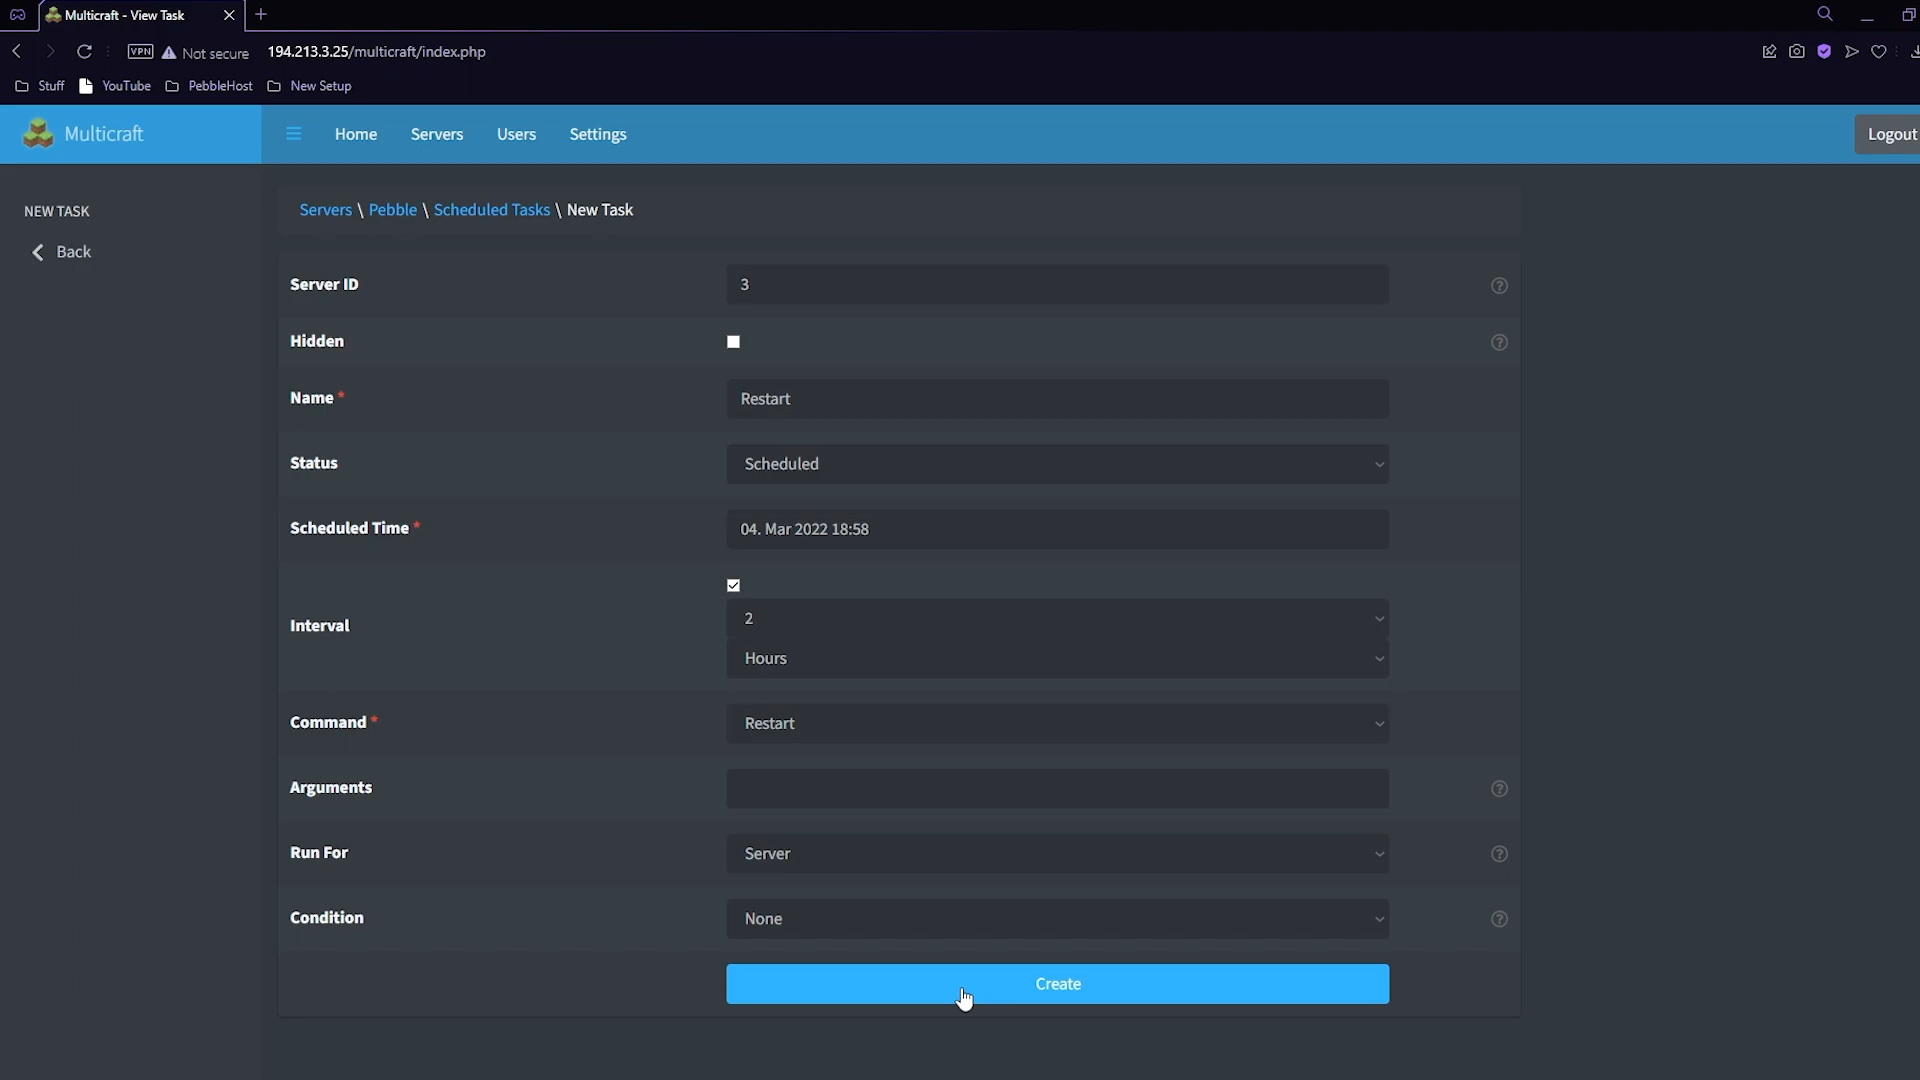 Multicraft - View Task
VPN Not secure 194.213.3.25/multicraft/index.php
Stuff YouTube PebbleHost New Setup
Multicraft Home Servers Users Settings Logout
NEW TASK
Back
Servers \ Pebble \ Scheduled Tasks \ New Task
Server ID 3 ?
Hidden ?
Name * Restart
Status Scheduled
Scheduled Time * 04. Mar 2022 18:58
Interval
2
Hours
Command * Restart
Arguments ?
Run For Server ?
Condition None ?
Create